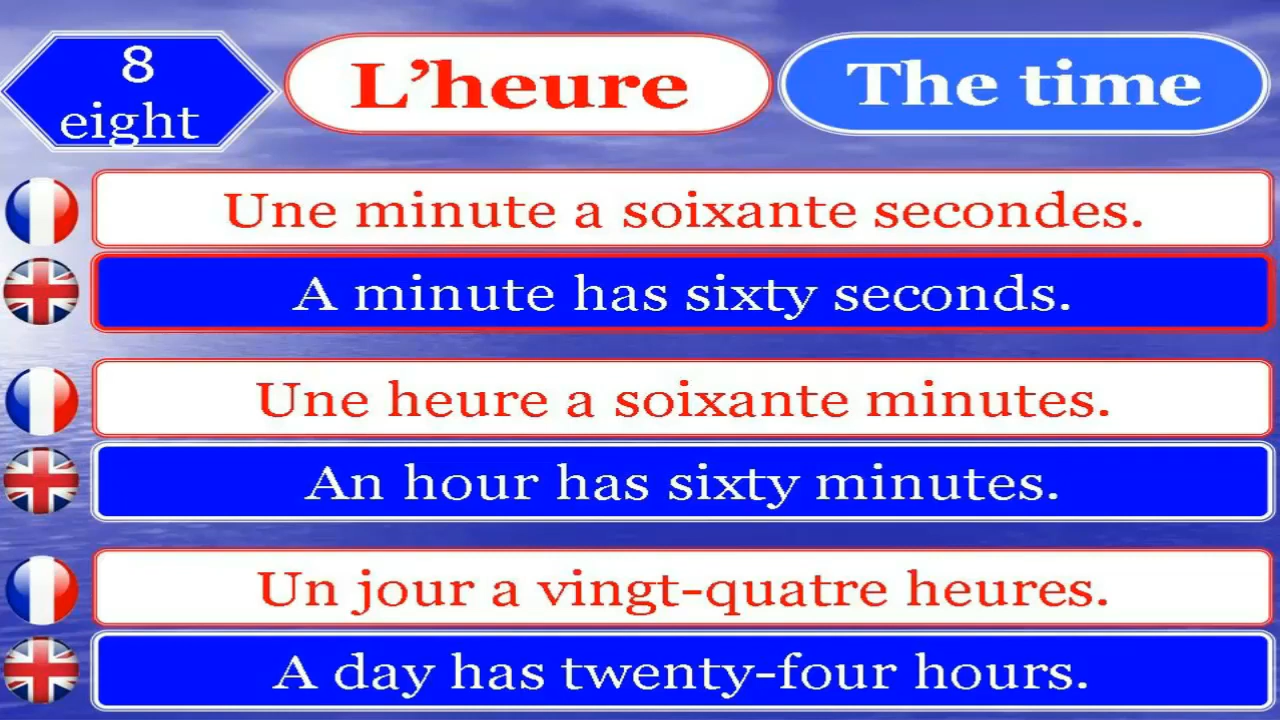 8
eight
L’heure
The time
Une minute a soixante secondes.
A minute has sixty seconds.
Une heure a soixante minutes.
An hour has sixty minutes.
Un jour a vingt-quatre heures.
A day has twenty-four hours.